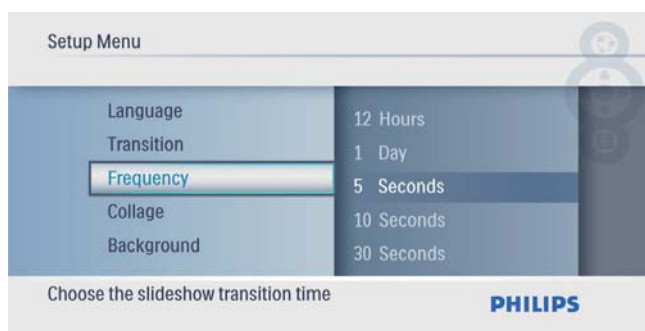 Setup Menu
Language
Transition
Frequency
Collage
Background
12 Hours
1 Day
5 Seconds
10 Seconds
30 Seconds
Choose the slideshow transition time
PHILIPS